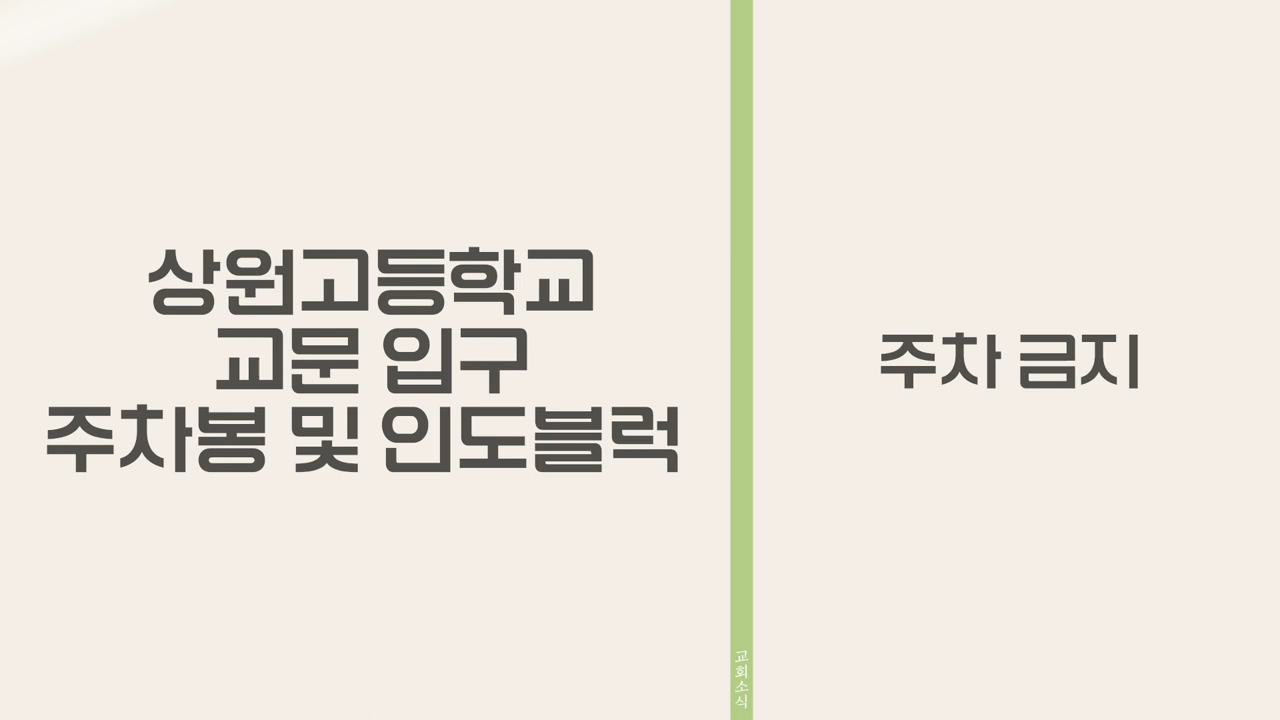 상원고등학교
교문 입구
주차봉 및 인도블럭
주차 금지
교회소식